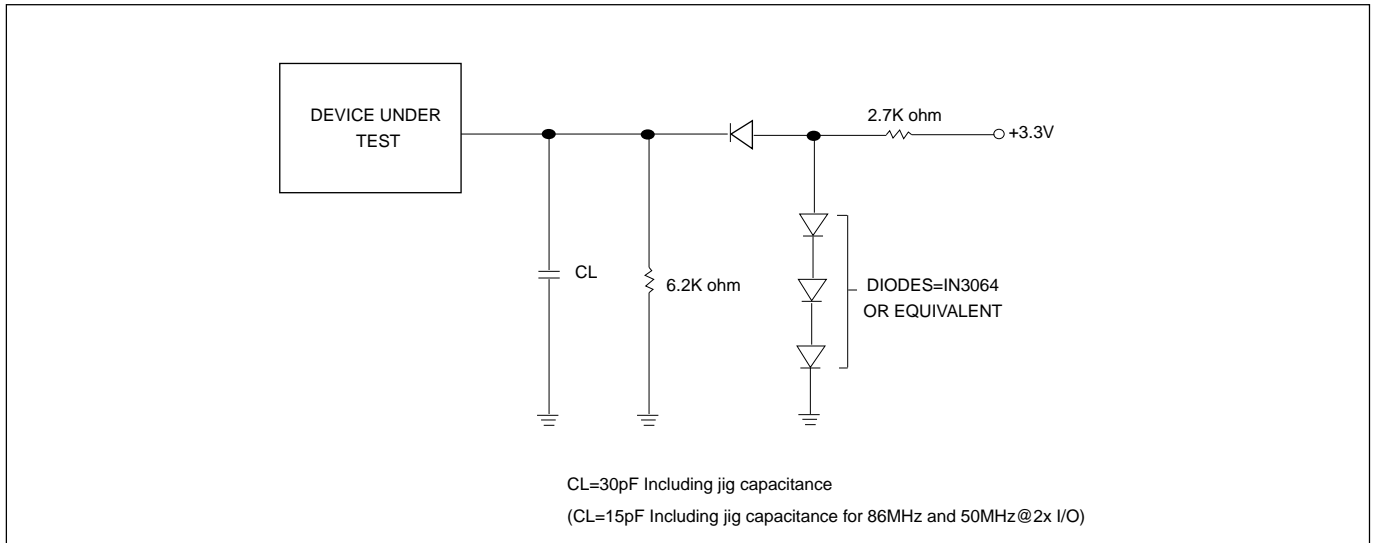 DEVICE UNDER
TEST
2.7K ohm
+3.3V
CL
6.2K ohm
DIODES=IN3064
OR EQUIVALENT
CL=30pF Including jig capacitance
(CL=15pF Including jig capacitance for 86MHz and 50MHz@2x I/O)